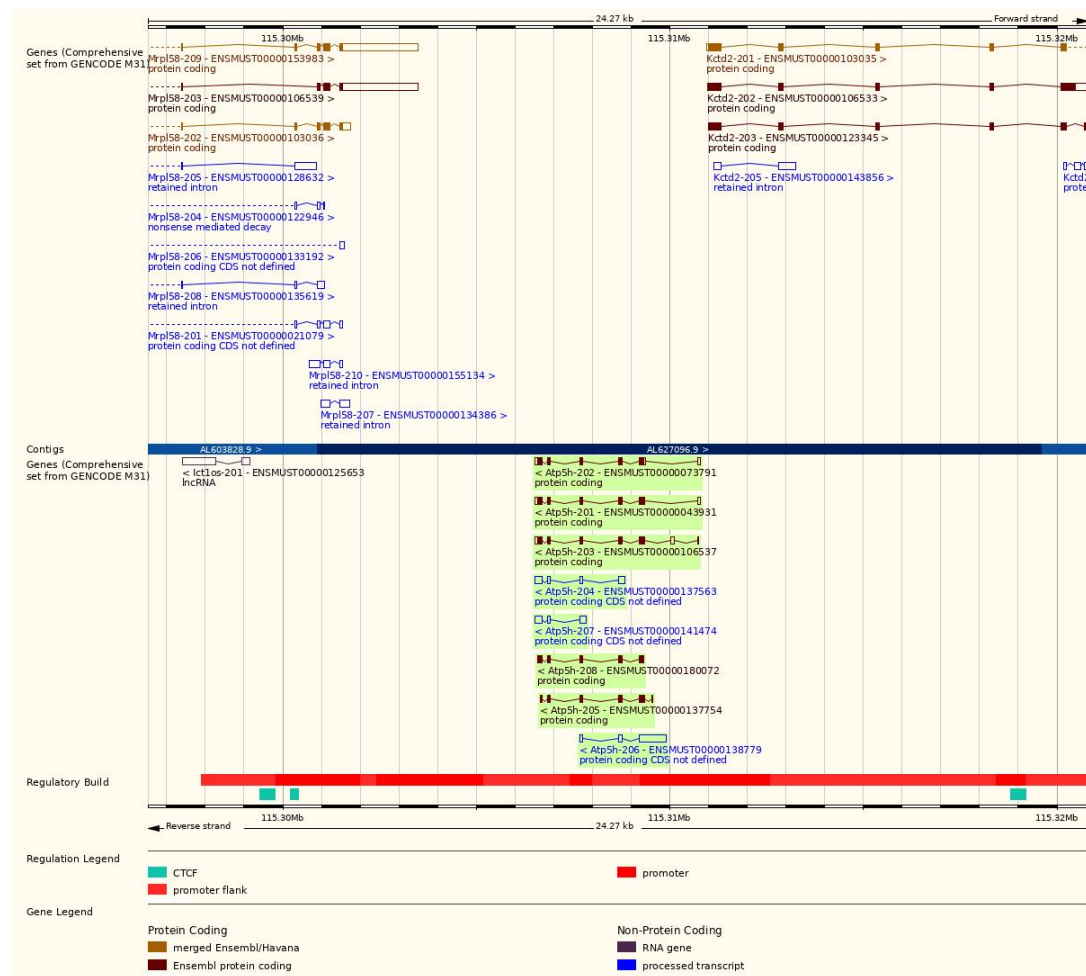 24.27 kb
Forward strand
115.30Mb
115.31Mb
115.32Mb
Genes (Comprehensive
set from GENCODE M31)
Mrpl58-209 - ENSMUST00000153983 >
protein coding
Kctd2-201 - ENSMUST00000103035 >
protein coding
Mrpl58-203 - ENSMUST00000106539 >
protein coding
Kctd2-202 - ENSMUST00000106533 >
protein coding
Mrpl58-202 - ENSMUST00000103036 >
protein coding
Kctd2-203 - ENSMUST00000123345 >
protein coding
Mrpl58-205 - ENSMUST00000128632 >
retained intron
Kctd2-205 - ENSMUST00000143856 >
retained intron
Kctd2
prote
Mrpl58-204 - ENSMUST00000122946 >
nonsense mediated decay
Mrpl58-206 - ENSMUST00000133192 >
protein coding CDS not defined
Mrpl58-208 - ENSMUST00000135619 >
retained intron
Mrpl58-201 - ENSMUST00000021079 >
protein coding CDS not defined
Mrpl58-210 - ENSMUST00000155134 >
retained intron
Mrpl58-207 - ENSMUST00000134386 >
retained intron
Contigs
AL603828.9 >
AL627096.9 >
Genes (Comprehensive
set from GENCODE M31)
< Ict1os-201 - ENSMUST00000125653
lncRNA
< Atp5h-202 - ENSMUST00000073791
protein coding
< Atp5h-201 - ENSMUST00000043931
protein coding
< Atp5h-203 - ENSMUST00000106537
protein coding
< Atp5h-204 - ENSMUST00000137563
protein coding CDS not defined
< Atp5h-207 - ENSMUST00000141474
protein coding CDS not defined
< Atp5h-208 - ENSMUST00000180072
protein coding
< Atp5h-205 - ENSMUST00000137754
protein coding
< Atp5h-206 - ENSMUST00000138779
protein coding CDS not defined
Regulatory Build
115.30Mb
115.31Mb
115.32Mb
Reverse strand
24.27 kb
Regulation Legend
CTCF
promoter
promoter flank
Gene Legend
Protein Coding
Non-Protein Coding
merged Ensembl/Havana
RNA gene
Ensembl protein coding
processed transcript